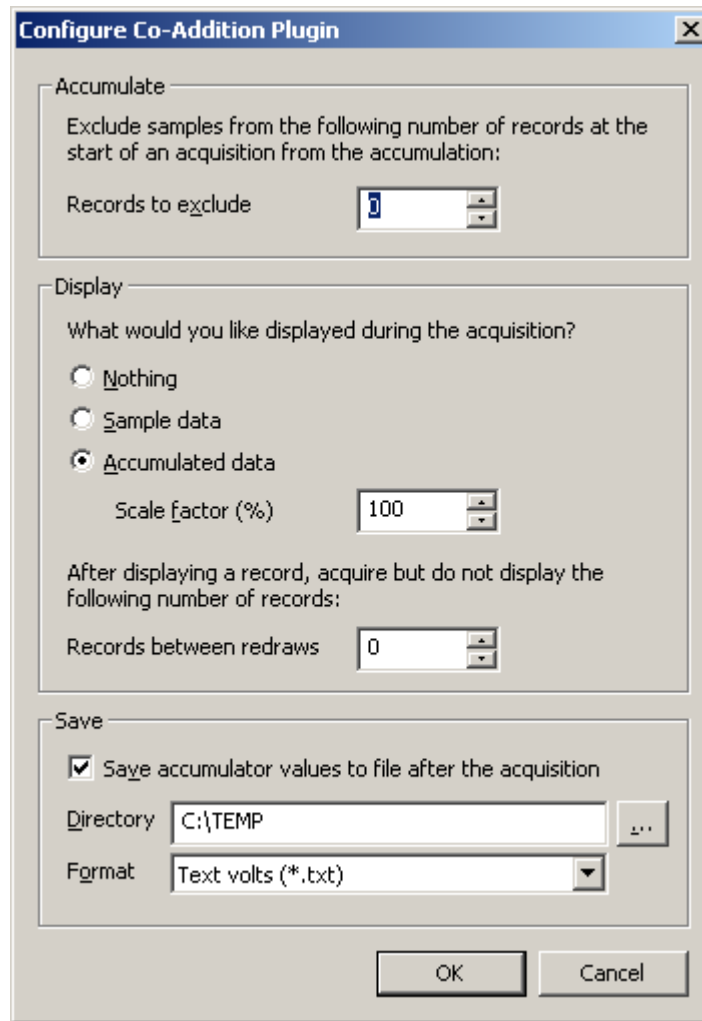 Configure Co-Addition Plugin
Accumulate
Exclude samples from the following number of records at the
start of an acquisition from the accumulation:
Records to exclude 0
Display
What would you like displayed during the acquisition?
Nothing
Sample data
Accumulated data
Scale factor (%) 100
After displaying a record, acquire but do not display the
following number of records:
Records between redraws 0
Save
Save accumulator values to file after the acquisition
Directory C:\TEMP ...
Format Text volts (*.txt)
OK Cancel